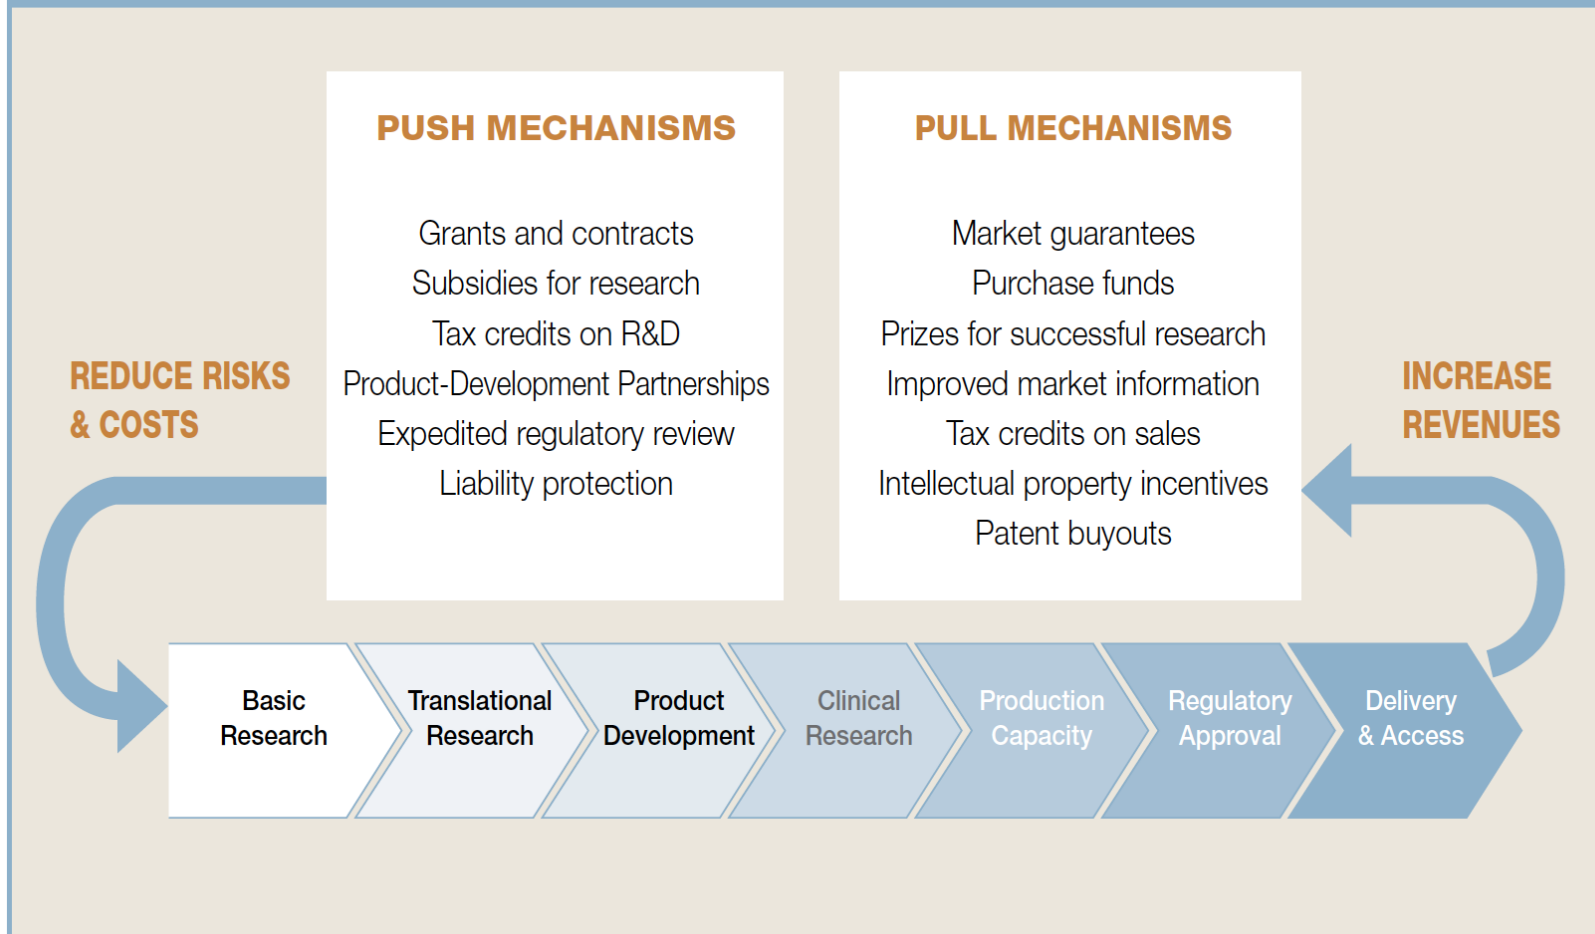 PUSH MECHANISMS
Grants and contracts
Subsidies for research
Tax credits on R&D
Product-Development Partnerships
Expedited regulatory review
Liability protection
PULL MECHANISMS
Market guarantees
Purchase funds
Prizes for successful research
Improved market information
Tax credits on sales
Intellectual property incentives
Patent buyouts
REDUCE RISKS
& COSTS
INCREASE
REVENUES
Basic
Research
Translational
Research
Product
Development
Clinical
Research
Production
Capacity
Regulatory
Approval
Delivery
& Access